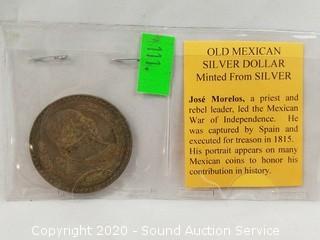 OLD MEXICAN
SILVER DOLLAR
Minted From SILVER
José Morelos, a priest and
rebel leader, led the Mexican
War of Independence. He
was captured by Spain and
executed for treason in 1815.
His portrait appears on many
Mexican coins to honor his
contribution in history.
Copyright 2020 - Sound Auction Service